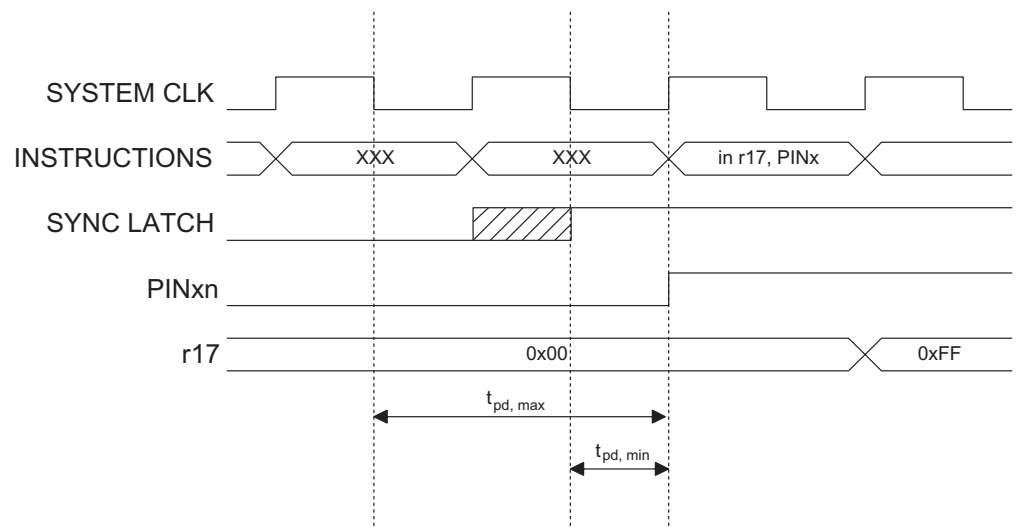 SYSTEM CLK
INSTRUCTIONS XXX XXX in r17, PINx
SYNC LATCH
PINxn
r17 0x00 0xFF
tpd, max
tpd, min